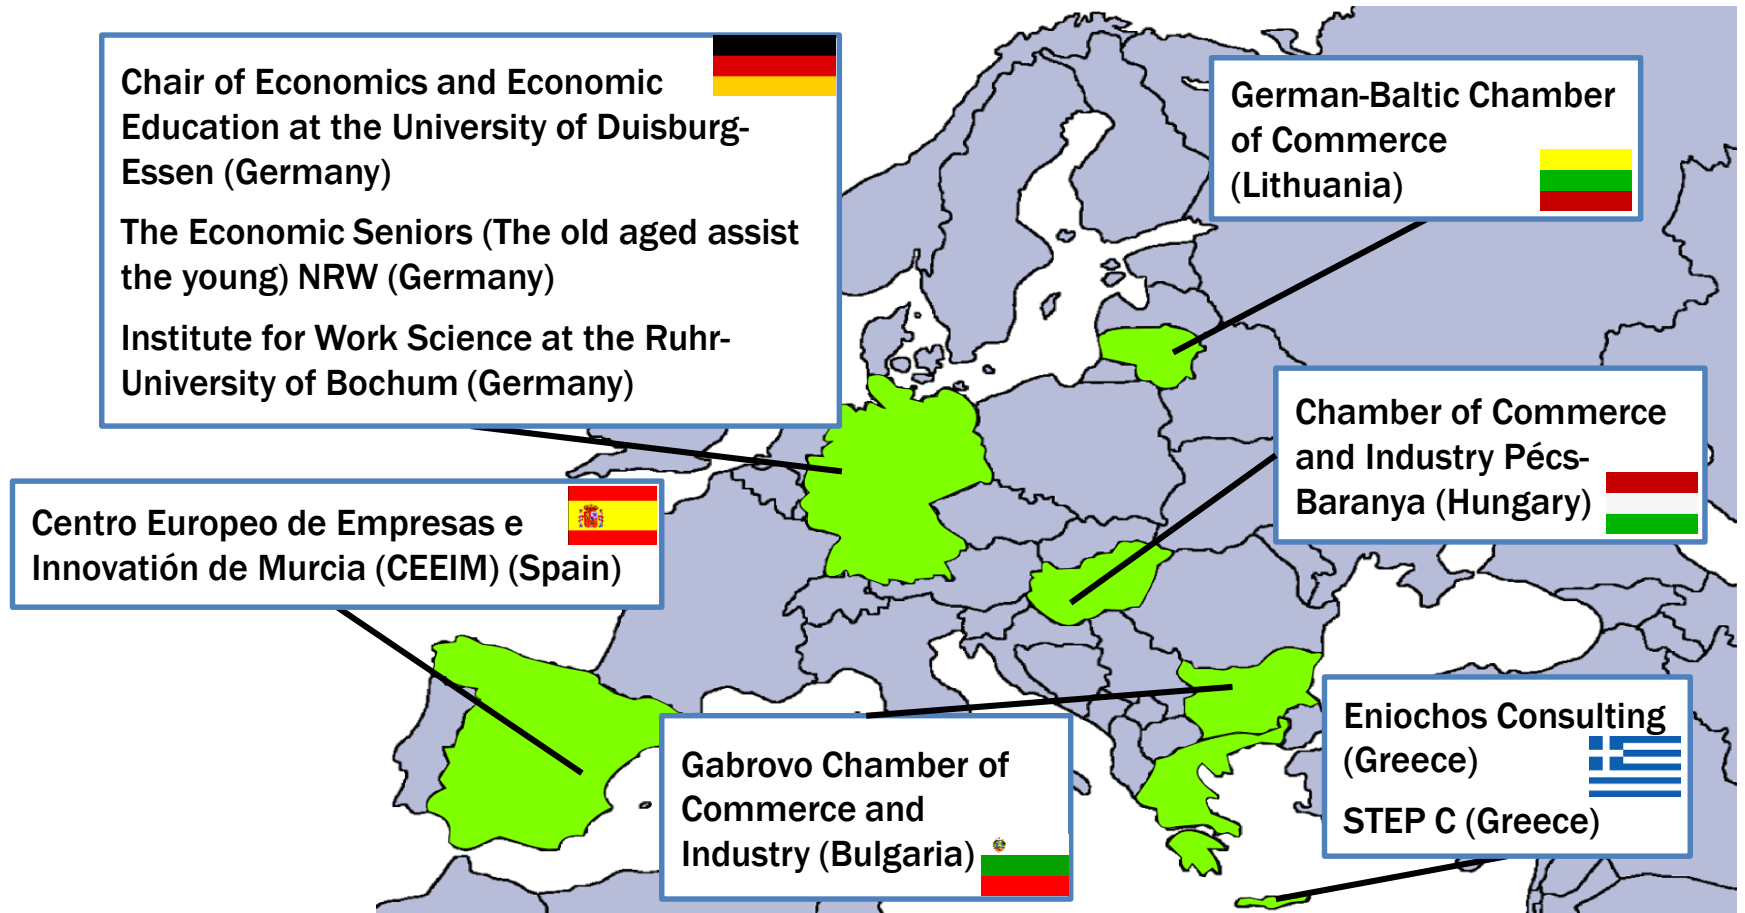 Chair of Economics and Economic
Education at the University of Duisburg-
Essen (Germany)
The Economic Seniors (The old aged assist
the young) NRW (Germany)
Institute for Work Science at the Ruhr-
University of Bochum (Germany)
German-Baltic Chamber
of Commerce
(Lithuania)
Chamber of Commerce
and Industry Pécs-
Baranya (Hungary)
Centro Europeo de Empresas e
Innovatión de Murcia (CEEIM) (Spain)
Gabrovo Chamber of
Commerce and
Industry (Bulgaria)
Eniochos Consulting
(Greece)
STEP C (Greece)